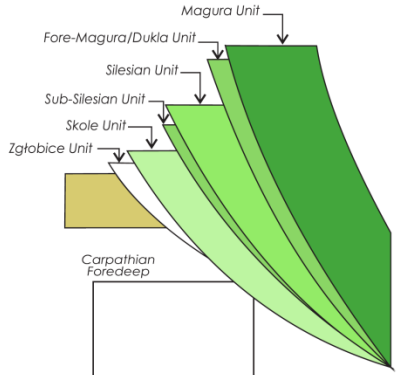 Magura Unit
Fore-Magura/Dukla Unit
Silesian Unit
Sub-Silesian Unit
Skole Unit
Zgłobice Unit
Carpathian
Foredeep